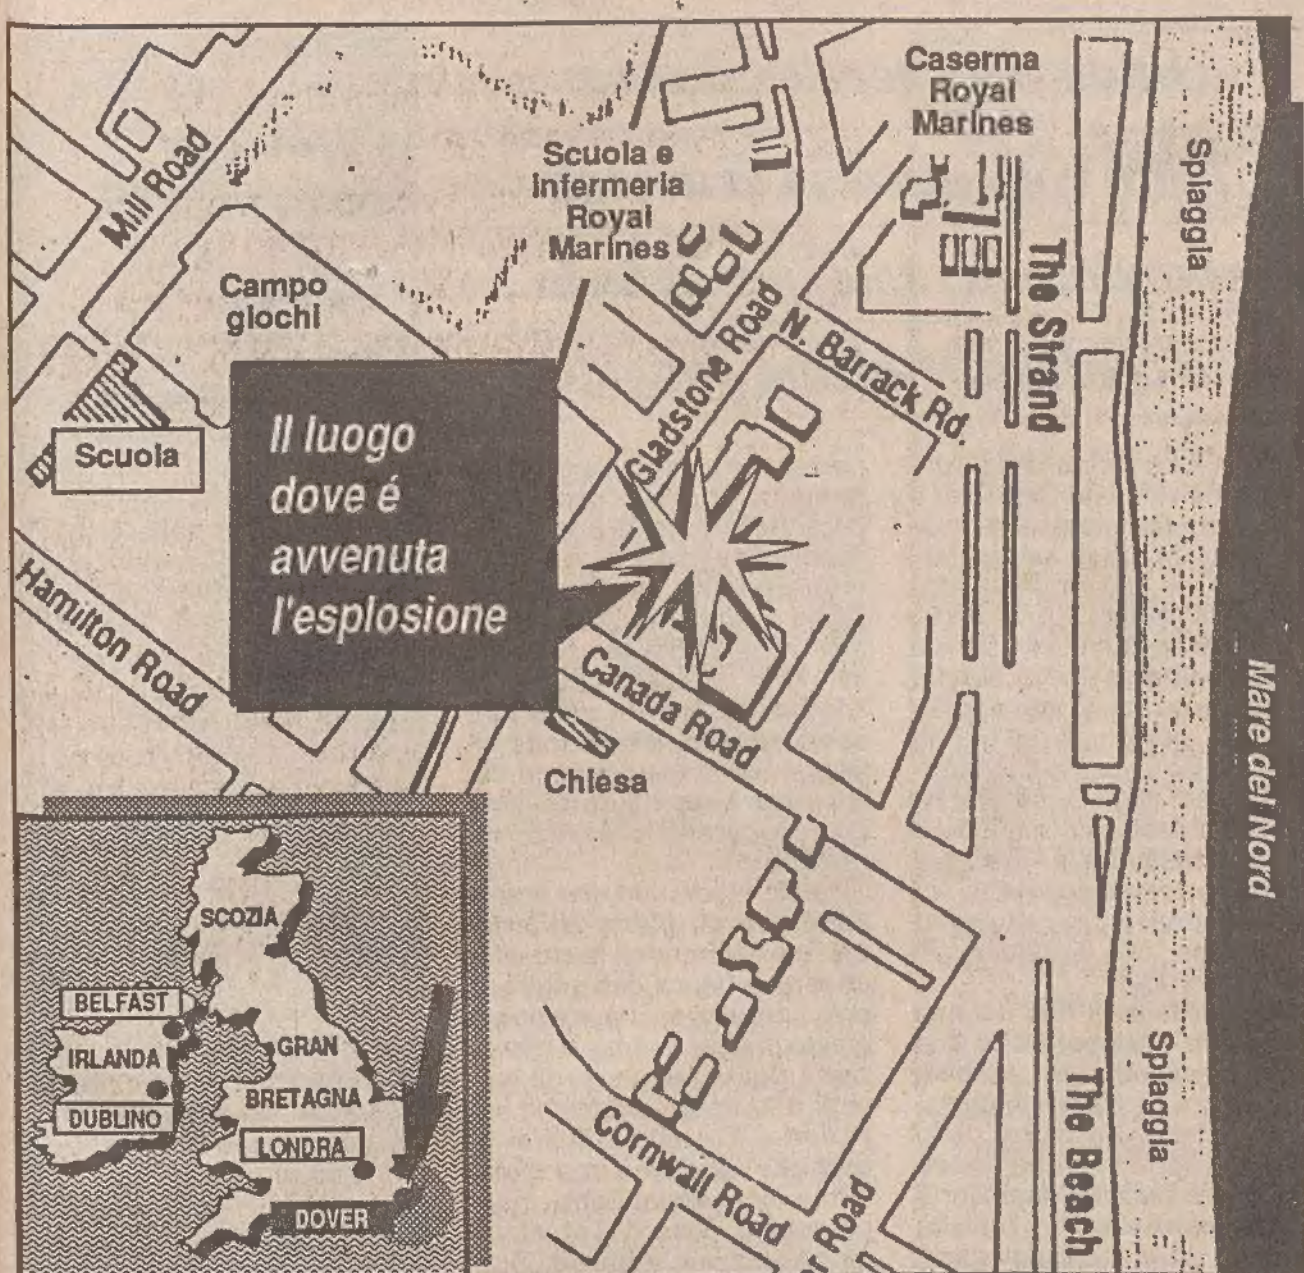 Caserma
Royal
Marines
Scuola e
Infermeria
Royal
Marines
Mill Road
Spiaggia
The Strand
Campo
giochi
Gladstone Road
N. Barrack Rd.
Il luogo
dove é
avvenuta
l'esplosione
Scuola
Hamilton Road
Canada Road
Chiesa
Mare del Nord
SCOZIA
BELFAST
IRLANDA
DUBLINO
GRAN
BRETAGNA
LONDRA
DOVER
Cornwall Road
Road
Spiaggia
The Beach